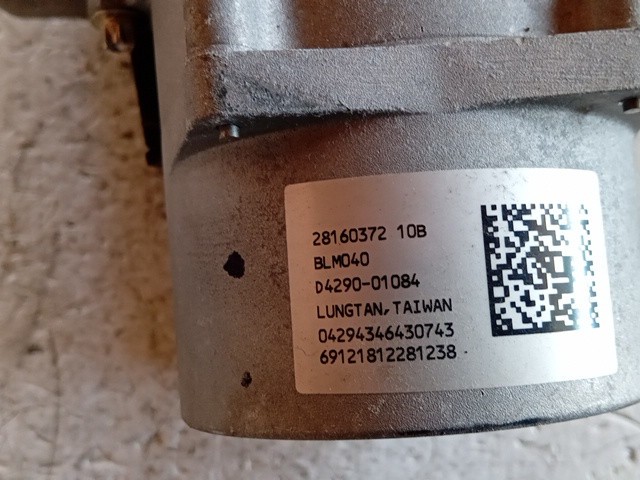 28160372 10B
BLM040
D4290-01084
LUNGTAN, TAIWAN
04294346430743
69121812281238